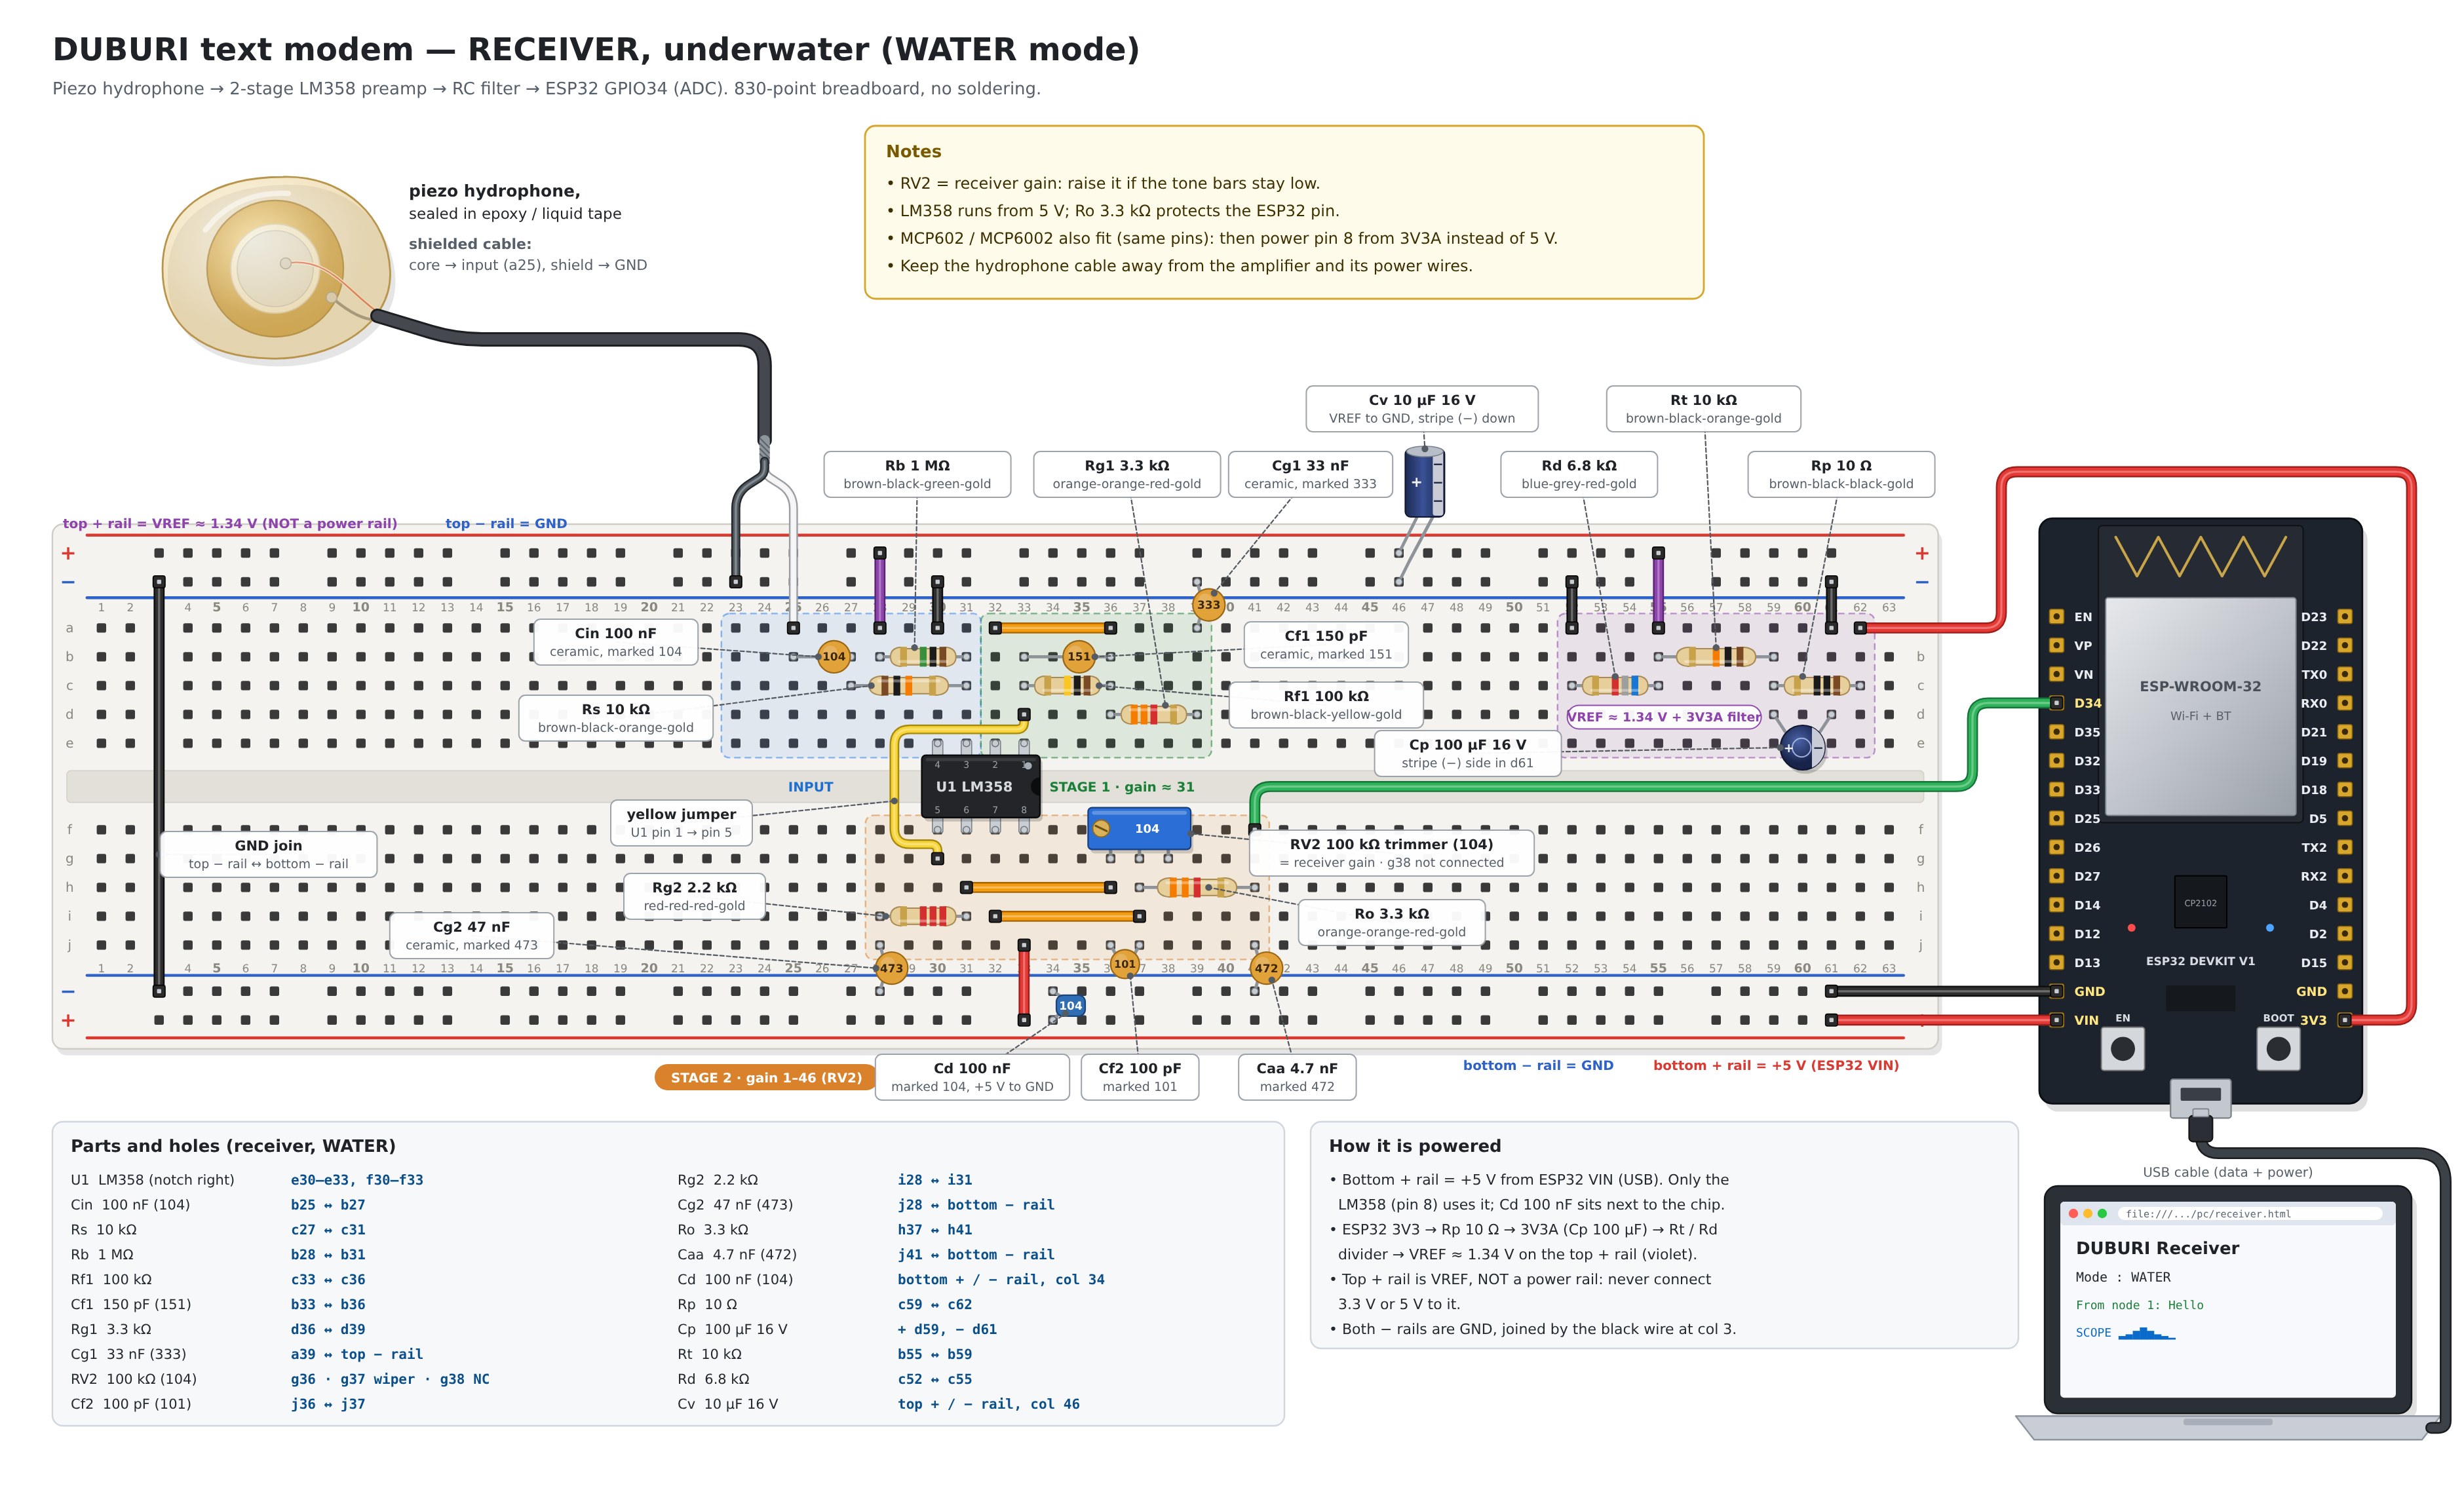 DUBURI text modem — RECEIVER, underwater (WATER mode)
Piezo hydrophone → 2-stage LM358 preamp → RC filter → ESP32 GPIO34 (ADC). 830-point breadboard, no soldering.
Notes
• RV2 = receiver gain: raise it if the tone bars stay low.
• LM358 runs from 5 V; Ro 3.3 kΩ protects the ESP32 pin.
• MCP602 / MCP6002 also fit (same pins): then power pin 8 from 3V3A instead of 5 V.
• Keep the hydrophone cable away from the amplifier and its power wires.
piezo hydrophone,
sealed in epoxy / liquid tape
shielded cable:
core → input (a25), shield → GND
Cv 10 µF 16 V
VREF to GND, stripe (−) down
Rt 10 kΩ
brown-black-orange-gold
Rb 1 MΩ
brown-black-green-gold
Rg1 3.3 kΩ
orange-orange-red-gold
Cg1 33 nF
ceramic, marked 333
Rd 6.8 kΩ
blue-grey-red-gold
Rp 10 Ω
brown-black-black-gold
top + rail = VREF ≈ 1.34 V (NOT a power rail)
top − rail = GND
Cin 100 nF
ceramic, marked 104
Rs 10 kΩ
brown-black-orange-gold
Cf1 150 pF
ceramic, marked 151
Rf1 100 kΩ
brown-black-yellow-gold
VREF ≈ 1.34 V + 3V3A filter
Cp 100 µF 16 V
stripe (−) side in d61
333
104
151
INPUT
4 3 2 1
U1 LM358
5 6 7 8
STAGE 1 · gain ≈ 31
yellow jumper
U1 pin 1 → pin 5
104
RV2 100 kΩ trimmer (104)
= receiver gain · g38 not connected
GND join
top − rail ↔ bottom − rail
Rg2 2.2 kΩ
red-red-red-gold
Ro 3.3 kΩ
orange-orange-red-gold
Cg2 47 nF
ceramic, marked 473
473
101
472
104
STAGE 2 · gain 1–46 (RV2)
Cd 100 nF
marked 104, +5 V to GND
Cf2 100 pF
marked 101
Caa 4.7 nF
marked 472
bottom − rail = GND
bottom + rail = +5 V (ESP32 VIN)
ESP-WROOM-32
Wi-Fi + BT
EN D23
VP D22
VN TX0
D34 RX0
D35 D21
D32 D19
D33 D18
D25 D5
D26 TX2
D27 RX2
D14 D4
D12 D2
D13 D15
GND GND
VIN 3V3
CP2102
ESP32 DEVKIT V1
EN BOOT
Parts and holes (receiver, WATER)
U1 LM358 (notch right) e30–e33, f30–f33
Cin 100 nF (104) b25 ↔ b27
Rs 10 kΩ c27 ↔ c31
Rb 1 MΩ b28 ↔ b31
Rf1 100 kΩ c33 ↔ c36
Cf1 150 pF (151) b33 ↔ b36
Rg1 3.3 kΩ d36 ↔ d39
Cg1 33 nF (333) a39 ↔ top − rail
RV2 100 kΩ (104) g36 · g37 wiper · g38 NC
Cf2 100 pF (101) j36 ↔ j37
Rg2 2.2 kΩ i28 ↔ i31
Cg2 47 nF (473) j28 ↔ bottom − rail
Ro 3.3 kΩ h37 ↔ h41
Caa 4.7 nF (472) j41 ↔ bottom − rail
Cd 100 nF (104) bottom + / − rail, col 34
Rp 10 Ω c59 ↔ c62
Cp 100 µF 16 V + d59, − d61
Rt 10 kΩ b55 ↔ b59
Rd 6.8 kΩ c52 ↔ c55
Cv 10 µF 16 V top + / − rail, col 46
How it is powered
• Bottom + rail = +5 V from ESP32 VIN (USB). Only the
LM358 (pin 8) uses it; Cd 100 nF sits next to the chip.
• ESP32 3V3 → Rp 10 Ω → 3V3A (Cp 100 µF) → Rt / Rd
divider → VREF ≈ 1.34 V on the top + rail (violet).
• Top + rail is VREF, NOT a power rail: never connect
3.3 V or 5 V to it.
• Both − rails are GND, joined by the black wire at col 3.
USB cable (data + power)
file:///.../pc/receiver.html
DUBURI Receiver
Mode : WATER
From node 1: Hello
SCOPE